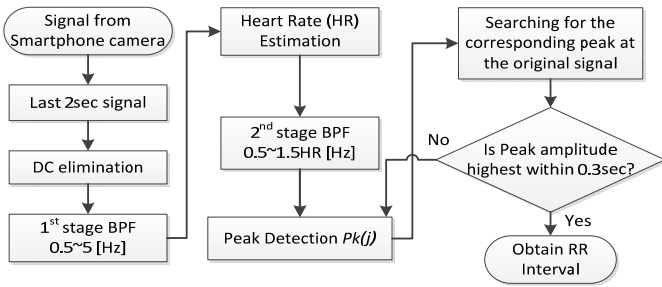 Signal from
Smartphone camera
Last 2sec signal
DC elimination
1st stage BPF
0.5~5 [Hz]
Heart Rate (HR)
Estimation
2nd stage BPF
0.5~1.5HR [Hz]
Peak Detection Pk(j)
Searching for the
corresponding peak at
the original signal
No
Is Peak amplitude
highest within 0.3sec?
Yes
Obtain RR
Interval